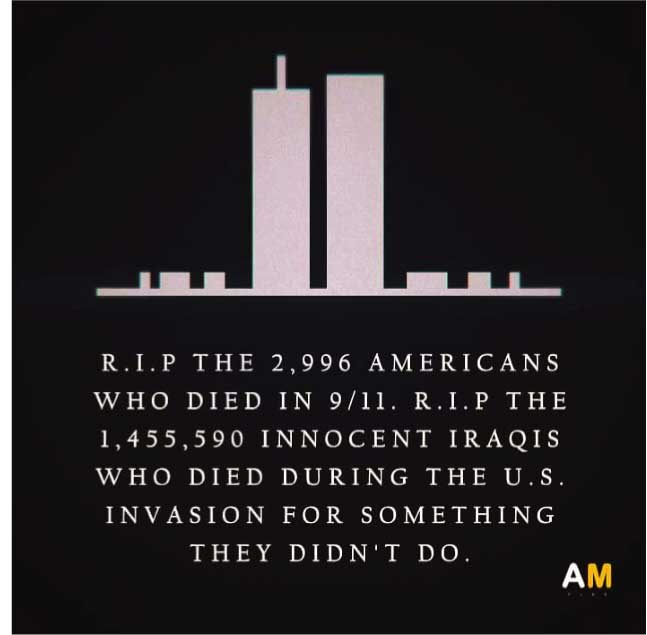 R.I.P THE 2,996 AMERICANS
WHO DIED IN 9/11. R.I.P THE
1,455,590 INNOCENT IRAQIS
WHO DIED DURING THE U.S.
INVASION FOR SOMETHING
THEY DIDN'T DO.
AM